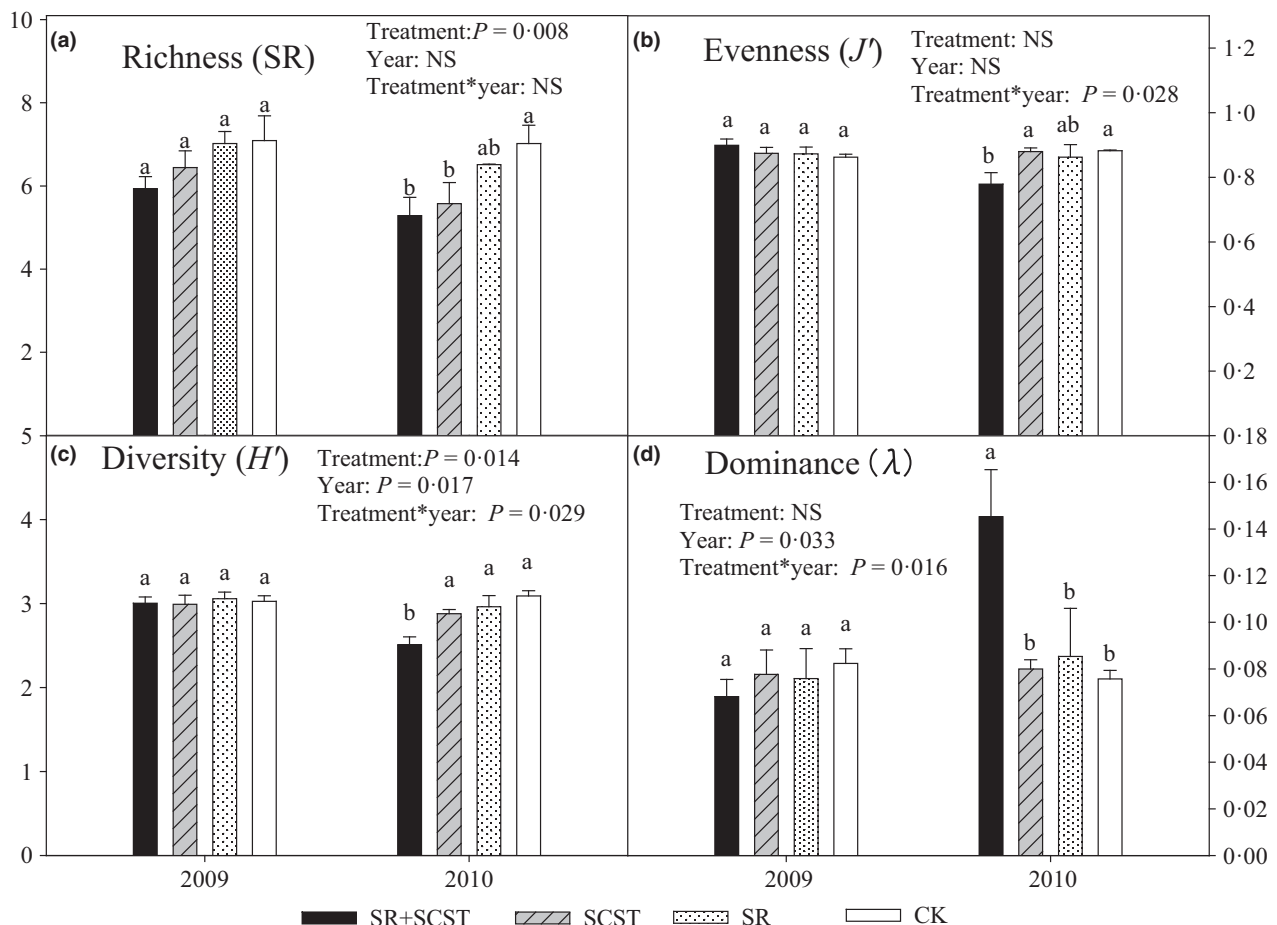 (a)
Richness (SR)
Treatment:P = 0·008
Year: NS
Treatment*year: NS
10
8
6
4
2
5
a
a
a
a
b
b
ab
a
(b)
Evenness (J′)
Treatment: NS
Year: NS
Treatment*year: P = 0·028
1·2
1·0
0·8
0·6
0·4
0·2
0·18
a
a
a
a
b
a
ab
a
(c)
Diversity (H′)
Treatment:P = 0·014
Year: P = 0·017
Treatment*year: P = 0·029
4
3
2
1
0
a
a
a
a
b
a
a
a
2009
2010
(d)
Dominance (λ)
Treatment: NS
Year: P = 0·033
Treatment*year: P = 0·016
0·16
0·14
0·12
0·10
0·08
0·06
0·04
0·02
0·00
a
a
a
a
a
b
b
b
2009
2010
SR+SCST
SCST
SR
CK